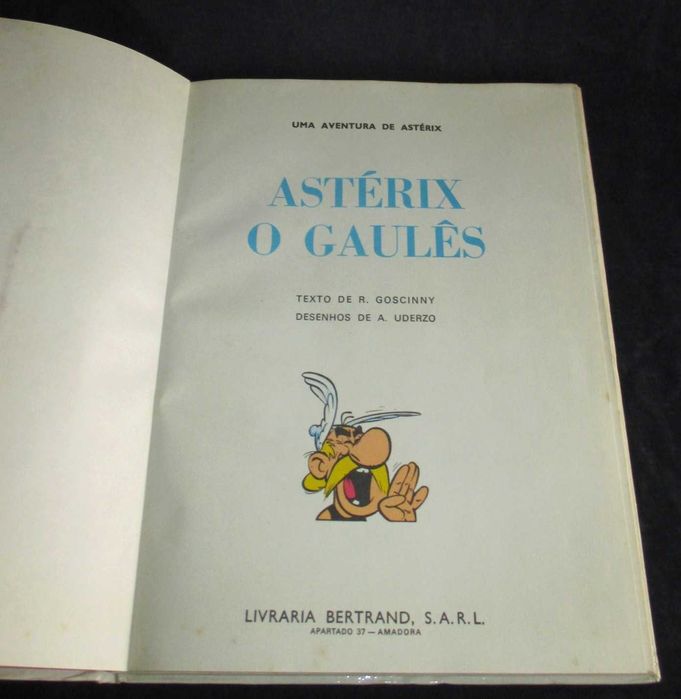 UMA AVENTURA DE ASTÉRIX
ASTÉRIX
O GAULÊS
TEXTO DE R. GOSCINNY
DESENHOS DE A. UDERZO
LIVRARIA BERTRAND, S.A.R.L.
APARTADO 37 — AMADORA